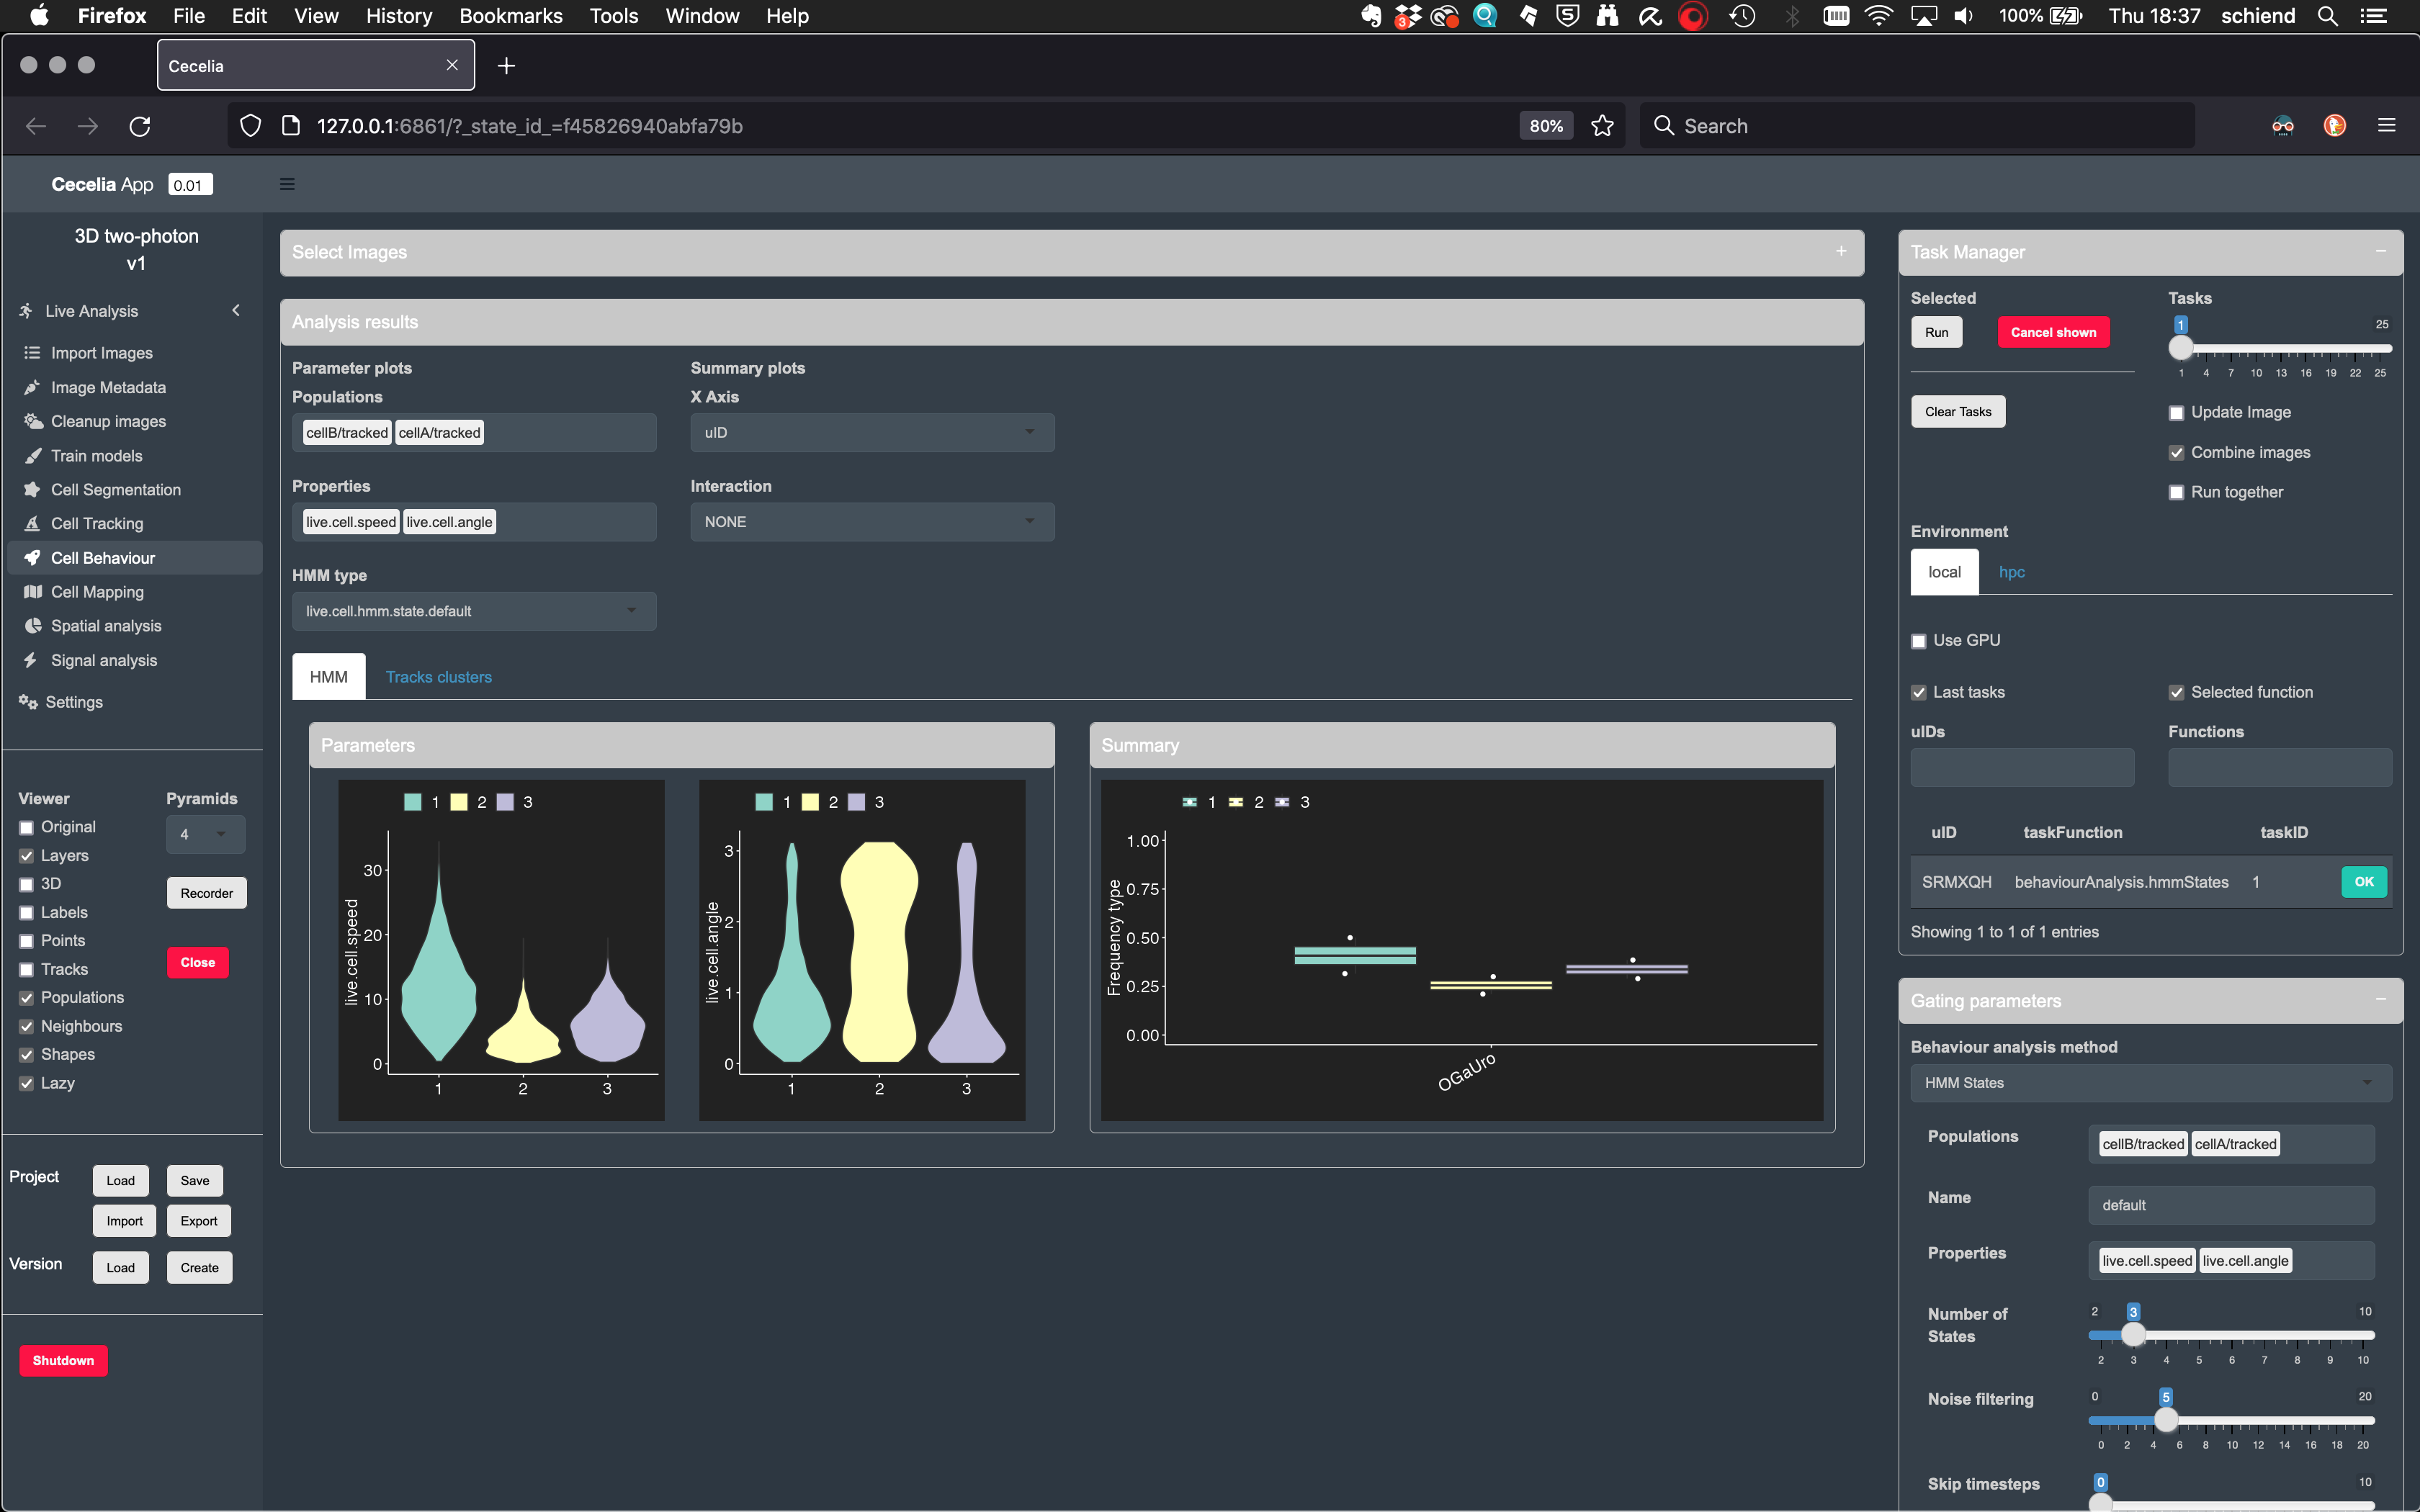 Firefox File Edit View History Bookmarks Tools Window Help 3 100% Thu 18:37 schiend
Cecelia
127.0.0.1:6861/?_state_id_=f45826940abfa79b 80% Search
Cecelia App 0.01
3D two-photon
v1
Live Analysis
Import Images
Image Metadata
Cleanup images
Train models
Cell Segmentation
Cell Tracking
Cell Behaviour
Cell Mapping
Spatial analysis
Signal analysis
Settings
Viewer Pyramids
Original 4
Layers
3D Recorder
Labels
Points
Tracks Close
Populations
Neighbours
Shapes
Lazy
Project Load Save
Import Export
Version Load Create
Shutdown
Select Images +
Analysis results
Parameter plots Summary plots
Populations X Axis
cellB/tracked cellA/tracked uID
Properties Interaction
live.cell.speed live.cell.angle NONE
HMM type
live.cell.hmm.state.default
HMM Tracks clusters
Parameters
1 2 3
live.cell.speed
30
20
10
0
1 2 3
1 2 3
live.cell.angle
3
2
1
0
1 2 3
Summary
1 2 3
Frequency type
1.00
0.75
0.50
0.25
0.00
OGaUro
Task Manager −
Selected Tasks
Run Cancel shown 1 25
1 4 7 10 13 16 19 22 25
Clear Tasks Update Image
Combine images
Run together
Environment
local hpc
Use GPU
Last tasks Selected function
uIDs Functions
uID taskFunction taskID
SRMXQH behaviourAnalysis.hmmStates 1 OK
Showing 1 to 1 of 1 entries
Gating parameters −
Behaviour analysis method
HMM States
Populations cellB/tracked cellA/tracked
Name default
Properties live.cell.speed live.cell.angle
Number of States 2 3 10
2 3 4 5 6 7 8 9 10
Noise filtering 0 5 20
0 2 4 6 8 10 12 14 16 18 20
Skip timesteps 0 10